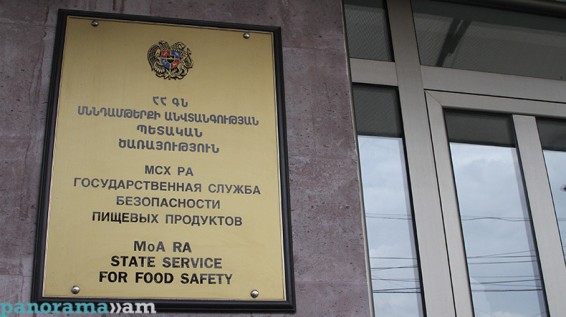 ՀՀ ԳՆ
ՍՆՆԴԱՄԹԵՐՔԻ ԱՆՎՏԱՆԳՈՒԹՅԱՆ
ՊԵՏԱԿԱՆ
ԾԱՌԱՅՈՒԹՅՈՒՆ
МСХ РА
ГОСУДАРСТВЕННАЯ СЛУЖБА
БЕЗОПАСНОСТИ
ПИЩЕВЫХ ПРОДУКТОВ
MoA RA
STATE SERVICE
FOR FOOD SAFETY
panorama»am